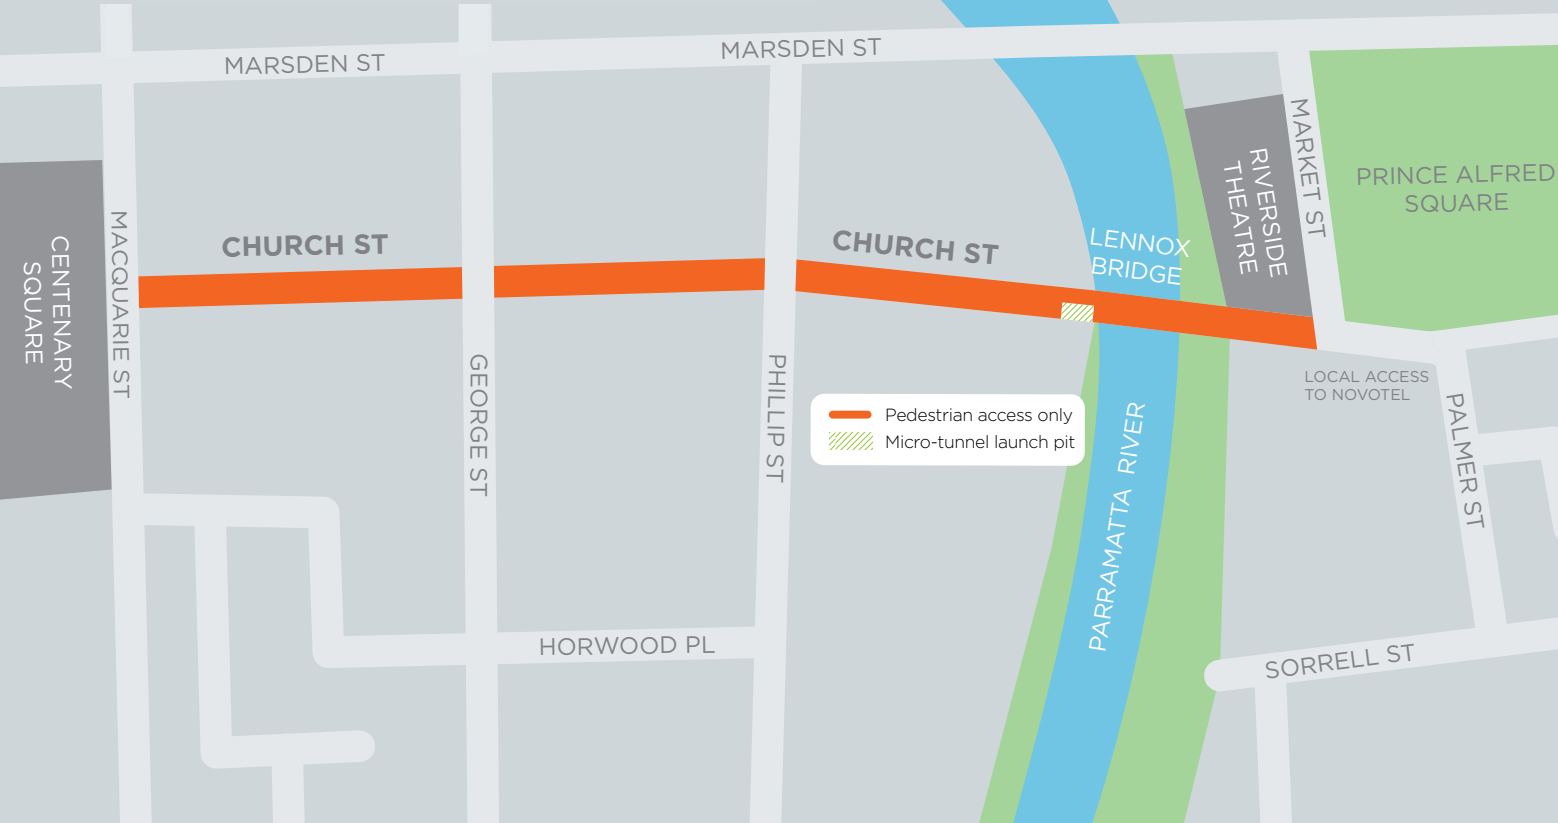 MARSDEN ST
MARSDEN ST
MACQUARIE ST
CENTENARY
SQUARE
CHURCH ST
GEORGE ST
PHILLIP ST
CHURCH ST
LENNOX
BRIDGE
RIVERSIDE
THEATRE
MARKET ST
PRINCE ALFRED
SQUARE
LOCAL ACCESS
TO NOVOTEL
Pedestrian access only
Micro-tunnel launch pit
PARRAMATTA RIVER
PALMER ST
HORWOOD PL
SORRELL ST